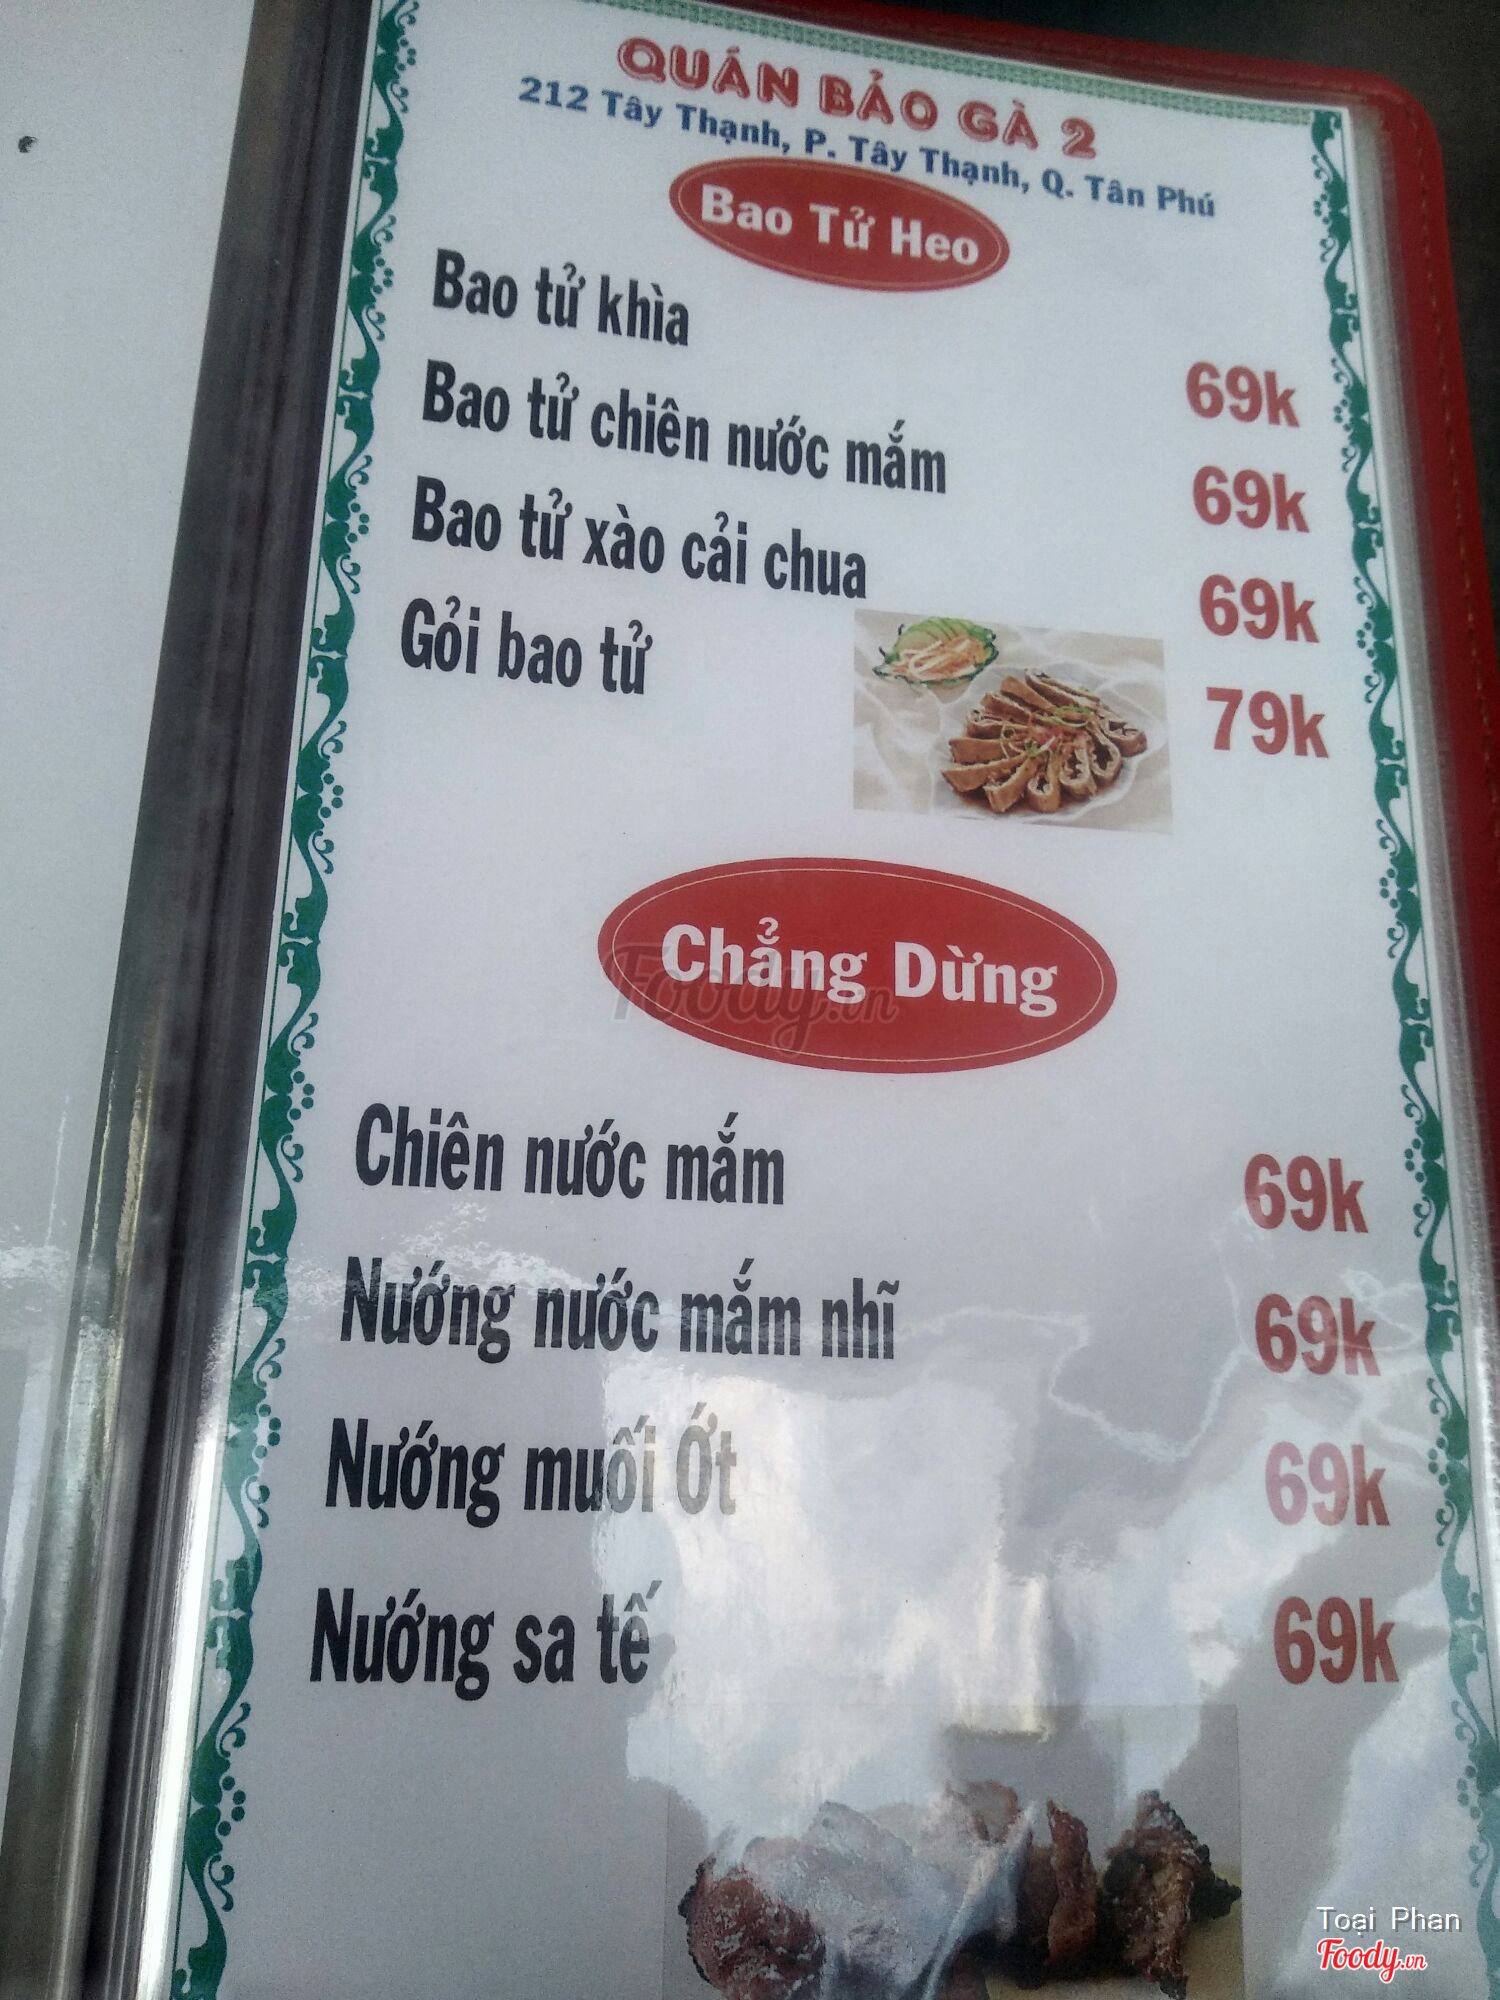 QUÁN BẢO GÀ 2
212 Tây Thạnh, P. Tây Thạnh, Q. Tân Phú
Bao Tử Heo
Bao tử khìa 69k
Bao tử chiên nước mắm 69k
Bao tử xào cải chua 69k
Gỏi bao tử 79k
Chẳng Dừng
Foody.vn
Chiên nước mắm 69k
Nướng nước mắm nhĩ 69k
Nướng muối Ớt 69k
Nướng sa tế 69k
Toại Phan
Foody.vn